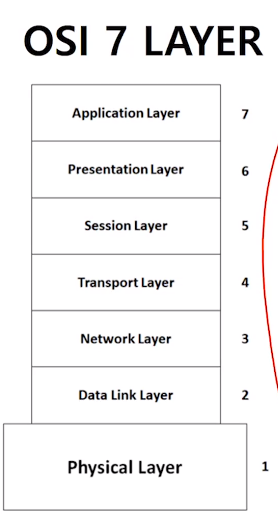 OSI 7 LAYER
Application Layer 7
Presentation Layer 6
Session Layer 5
Transport Layer 4
Network Layer 3
Data Link Layer 2
Physical Layer 1